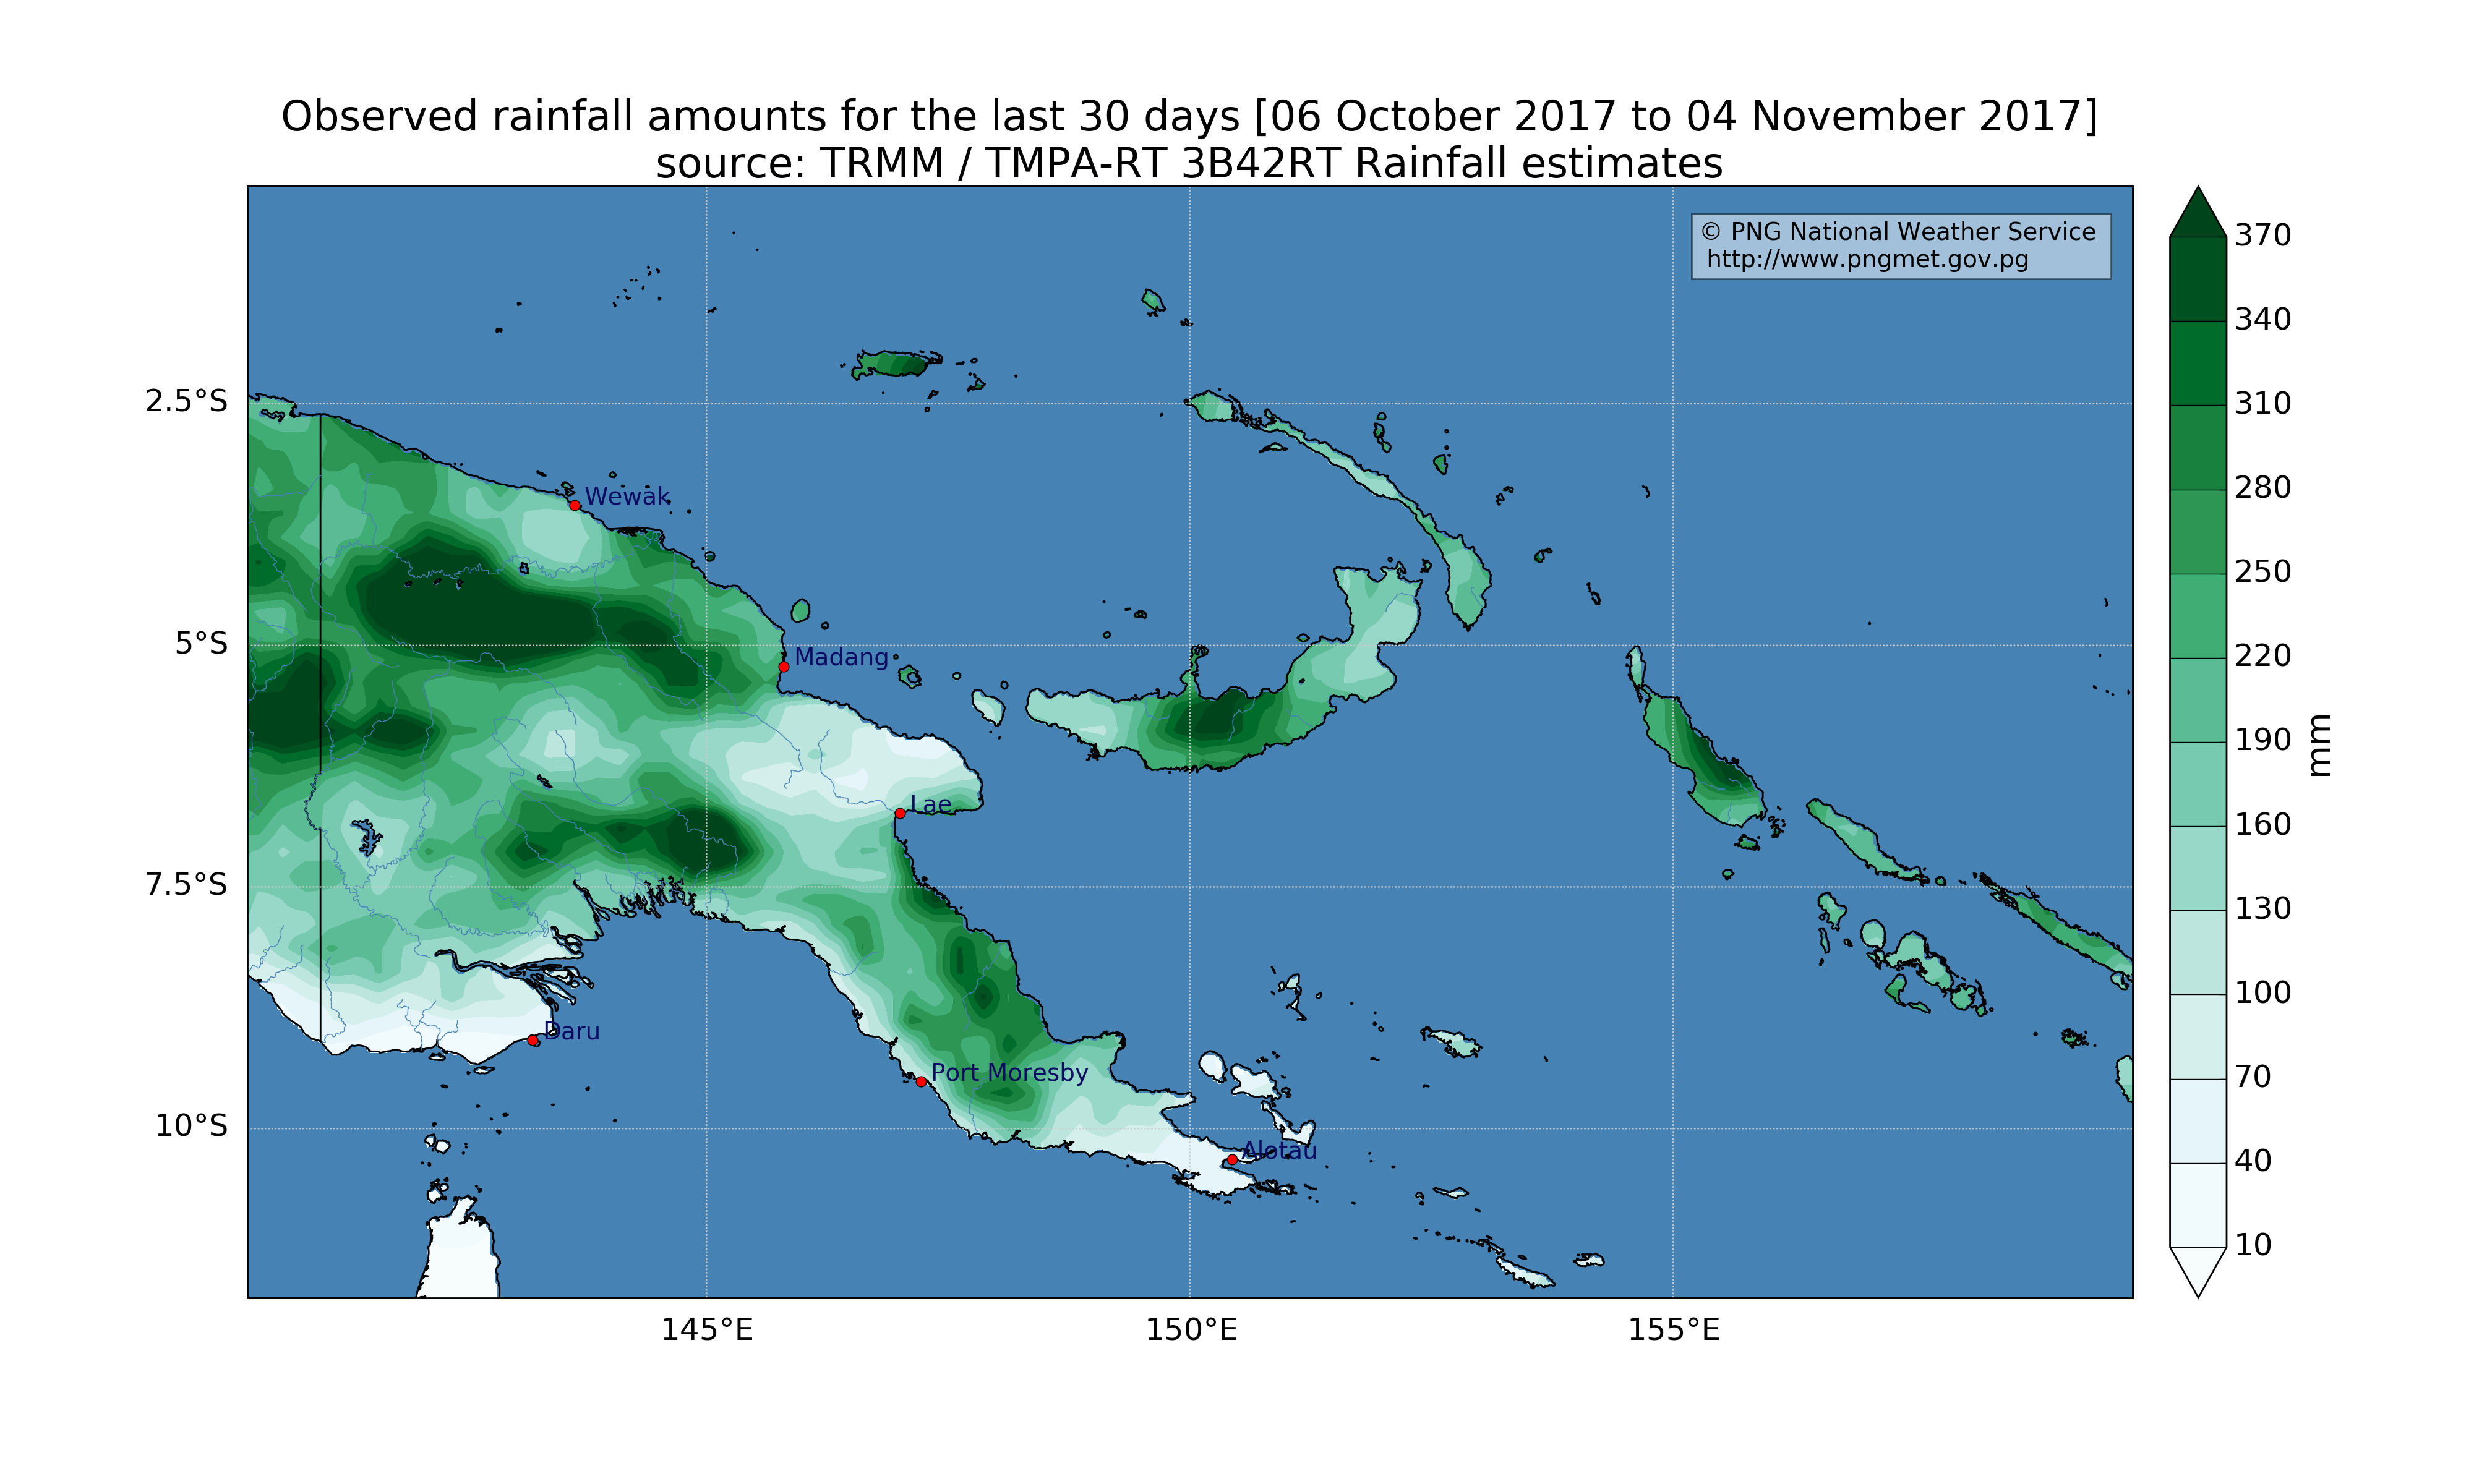 Observed rainfall amounts for the last 30 days [06 October 2017 to 04 November 2017]
source: TRMM / TMPA-RT 3B42RT Rainfall estimates
© PNG National Weather Service
http://www.pngmet.gov.pg
370
340
310
280
250
220
190
160
130
100
70
40
10
mm
2.5°S
5°S
7.5°S
10°S
Wewak
Madang
Lae
Daru
Port Moresby
Alotau
145°E
150°E
155°E